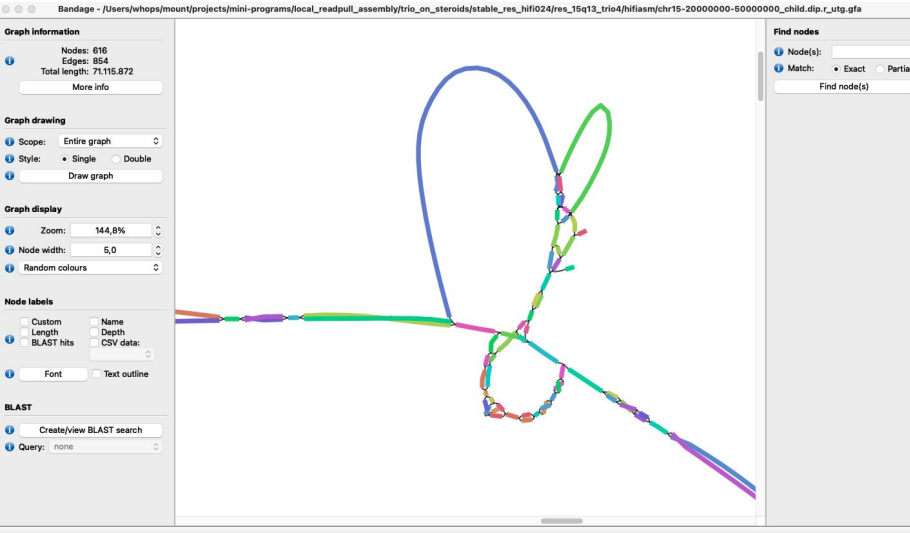 Bandage - /Users/whops/mount/projects/mini-programs/local_readpull_assembly/trio_on_steroids/stable_res_hifi024/res_15q13_trio4/hifiasm/chr15-20000000-50000000_child.dip.r_utg.gfa
Graph information
Nodes: 616
Edges: 854
Total length: 71.115.872
More info
Graph drawing
Scope: Entire graph
Style: Single Double
Draw graph
Graph display
Zoom: 144,8%
Node width: 5,0
Random colours
Node labels
Custom Name
Length Depth
BLAST hits CSV data:
Font Text outline
BLAST
Create/view BLAST search
Query: none
Find nodes
Node(s):
Match: Exact Partia
Find node(s)